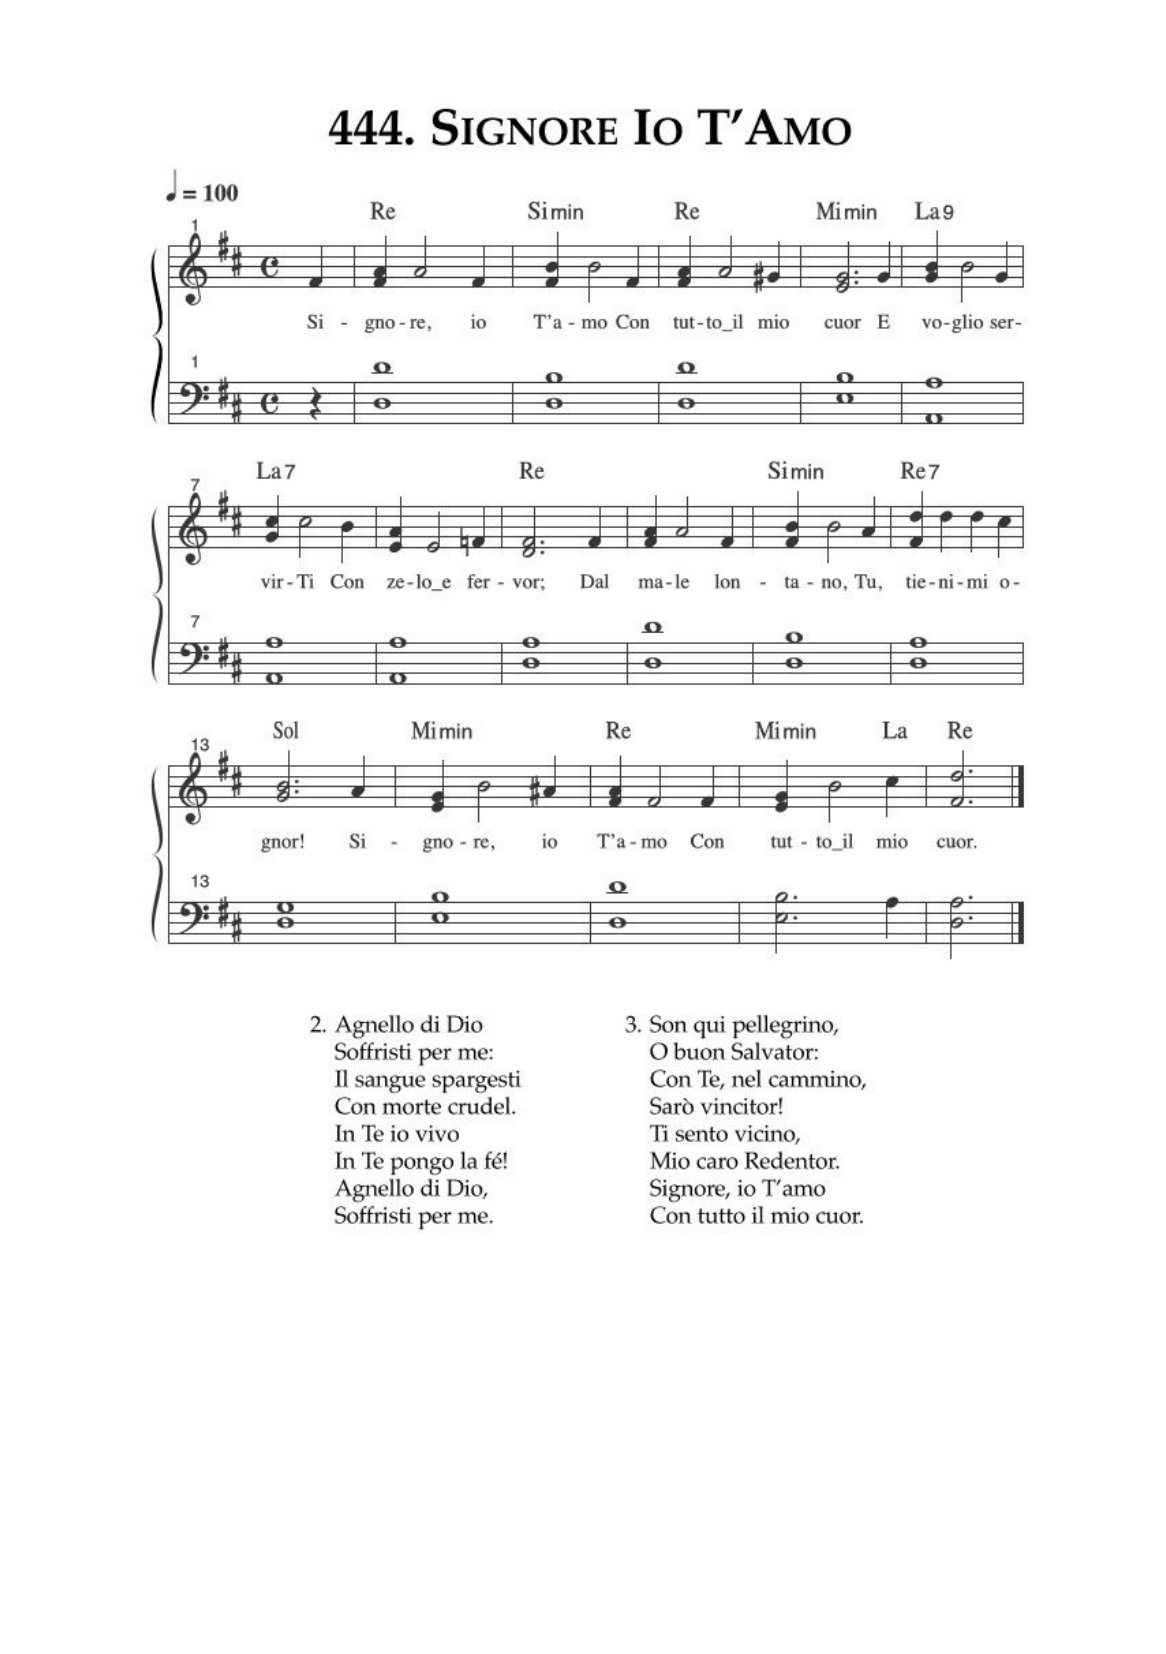 444. SIGNORE IO T'AMO
♩ = 100
Re Simin Re Mimin La9
1
Si - gno - re, io T'a - mo Con tut - to_il mio cuor E vo - glio ser-
1
La7 Re Simin Re7
7
vir - Ti Con ze - lo_e fer - vor; Dal ma - le lon - ta - no, Tu, tie - ni - mi o -
7
Sol Mimin Re Mimin La Re
13
gnor! Si - gno - re, io T'a - mo Con tut - to_il mio cuor.
13
2. Agnello di Dio
Soffristi per me:
Il sangue spargesti
Con morte crudel.
In Te io vivo
In Te pongo la fé!
Agnello di Dio,
Soffristi per me.
3. Son qui pellegrino,
O buon Salvator:
Con Te, nel cammino,
Sarò vincitor!
Ti sento vicino,
Mio caro Redentor.
Signore, io T'amo
Con tutto il mio cuor.